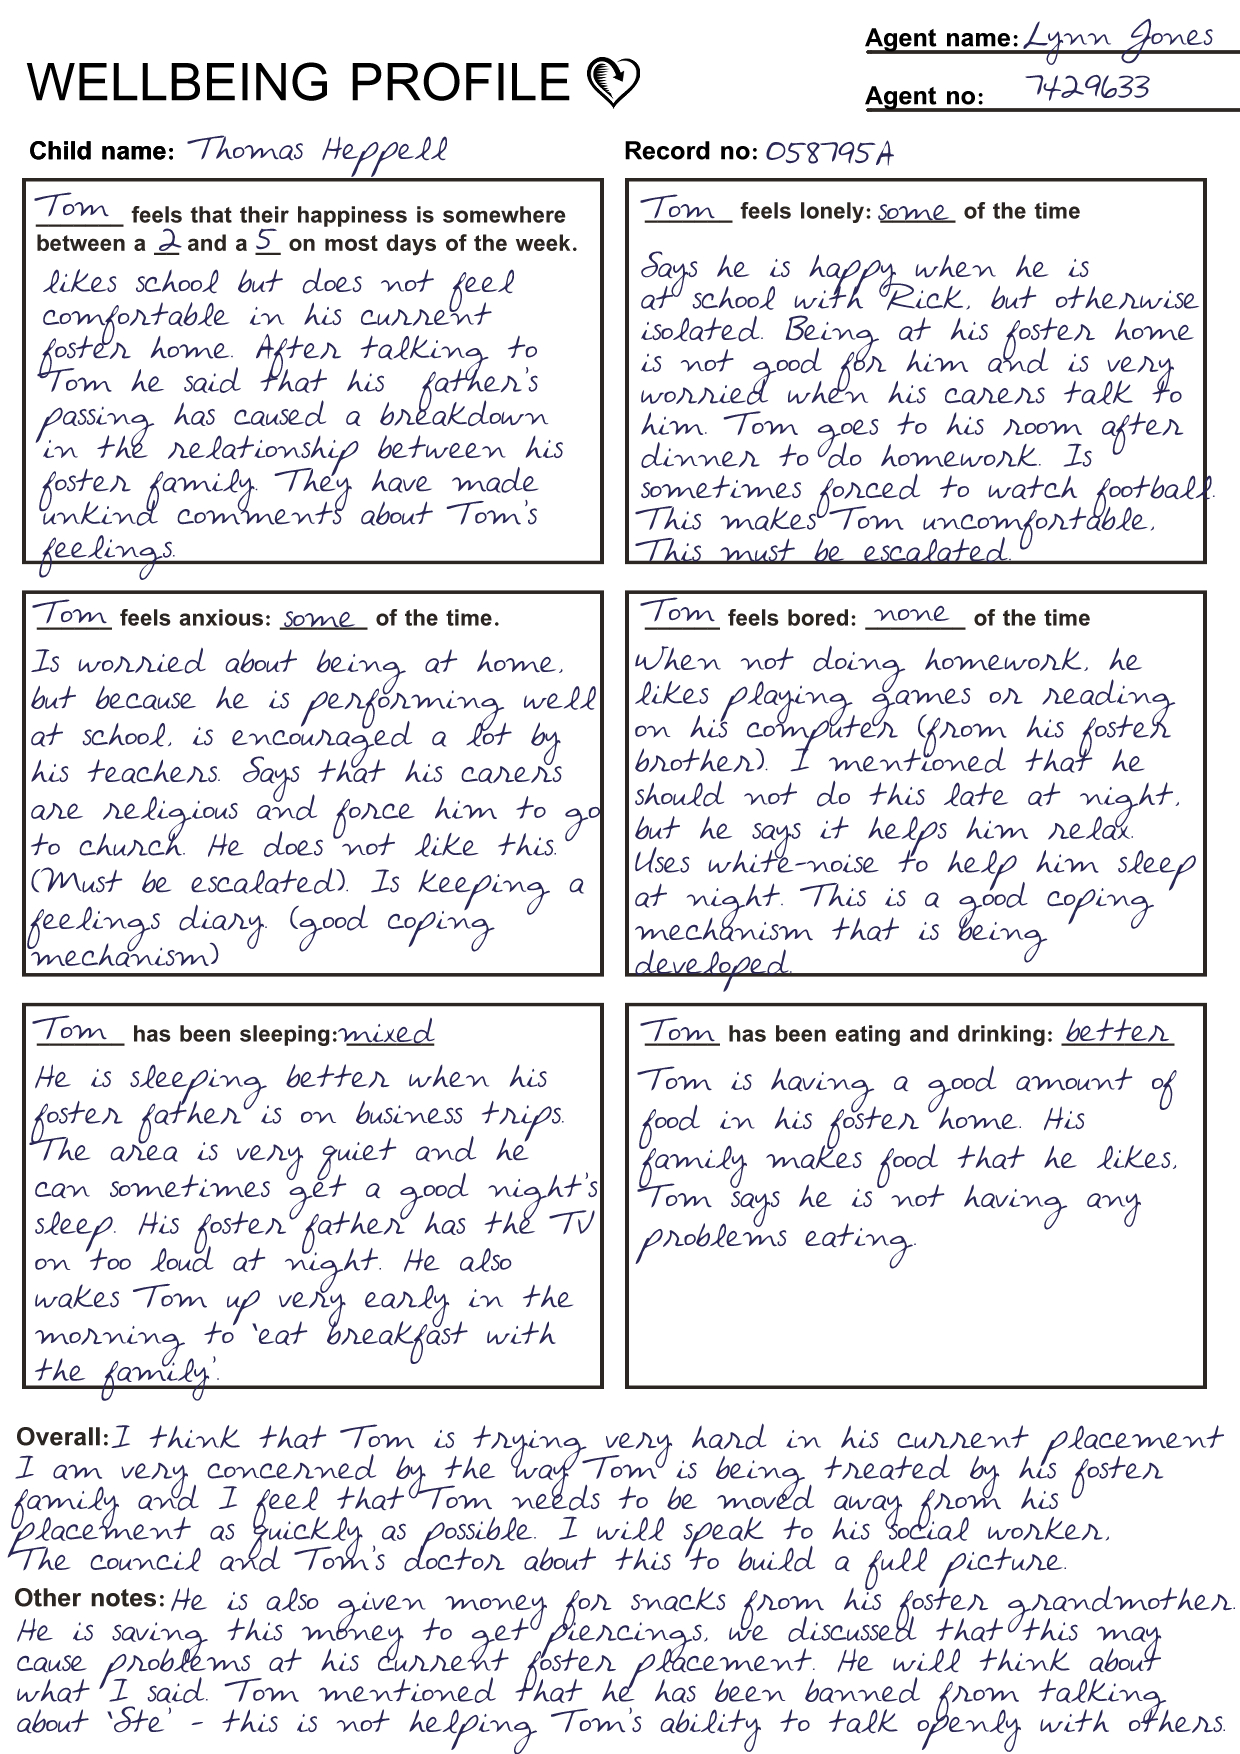 Agent name: Lynn Jones
WELLBEING PROFILE
Agent no: 7429633
Child name: Thomas Heppell
Record no: 058795A
Tom feels that their happiness is somewhere
between a 2 and a 5 on most days of the week.
likes school but does not feel
comfortable in his current
foster home. After talking to
Tom he said that his father's
passing has caused a breakdown
in the relationship between his
foster family. They have made
unkind comments about Tom's
feelings.
Tom feels lonely: some of the time
Says he is happy when he is
at school with Rick, but otherwise
isolated. Being at his foster home
is not good for him and is very
worried when his carers talk to
him. Tom goes to his room after
dinner to do homework. Is
sometimes forced to watch football.
This makes Tom uncomfortable,
This must be escalated.
Tom feels anxious: some of the time.
Is worried about being at home,
but because he is performing well
at school, is encouraged a lot by
his teachers. Says that his carers
are religious and force him to go
to church. He does not like this.
(Must be escalated). Is keeping a
feelings diary. (good coping
mechanism)
Tom feels bored: none of the time
When not doing homework, he
likes playing games or reading
on his computer (from his foster
brother). I mentioned that he
should not do this late at night,
but he says it helps him relax.
Uses white-noise to help him sleep
at night. This is a good coping
mechanism that is being
developed.
Tom has been sleeping: mixed
He is sleeping better when his
foster father is on business trips.
The area is very quiet and he
can sometimes get a good night's
sleep. His foster father has the TV
on too loud at night. He also
wakes Tom up very early in the
morning to 'eat breakfast with
the family'.
Tom has been eating and drinking: better
Tom is having a good amount of
food in his foster home. His
family makes food that he likes,
Tom says he is not having any
problems eating.
Overall: I think that Tom is trying very hard in his current placement
I am very concerned by the way Tom is being treated by his foster
family and I feel that Tom needs to be moved away from his
placement as quickly as possible. I will speak to his social worker,
The council and Tom's doctor about this to build a full picture.
Other notes: He is also given money for snacks from his foster grandmother.
He is saving this money to get piercings, we discussed that this may
cause problems at his current foster placement. He will think about
what I said. Tom mentioned that he has been banned from talking
about 'Ste' - this is not helping Tom's ability to talk openly with others.